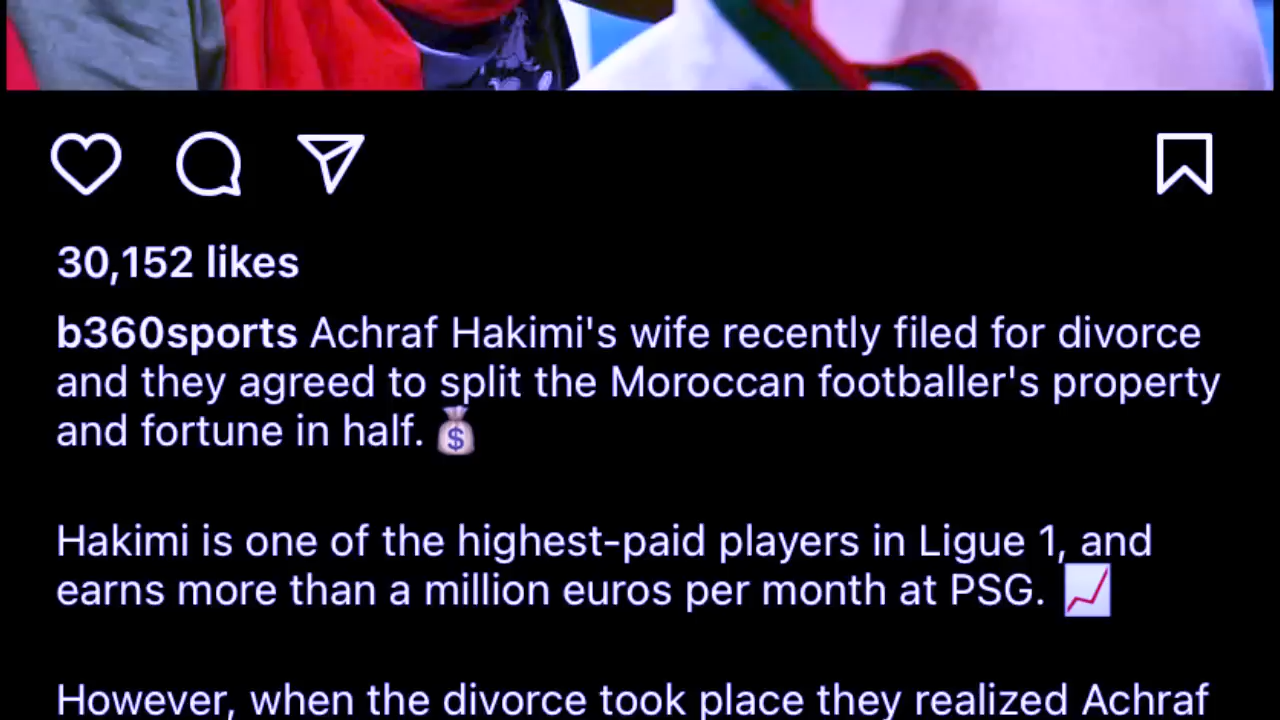 30,152 likes
b360sports Achraf Hakimi's wife recently filed for divorce
and they agreed to split the Moroccan footballer's property
and fortune in half. 💰
Hakimi is one of the highest-paid players in Ligue 1, and
earns more than a million euros per month at PSG. 📈
However, when the divorce took place they realized Achraf